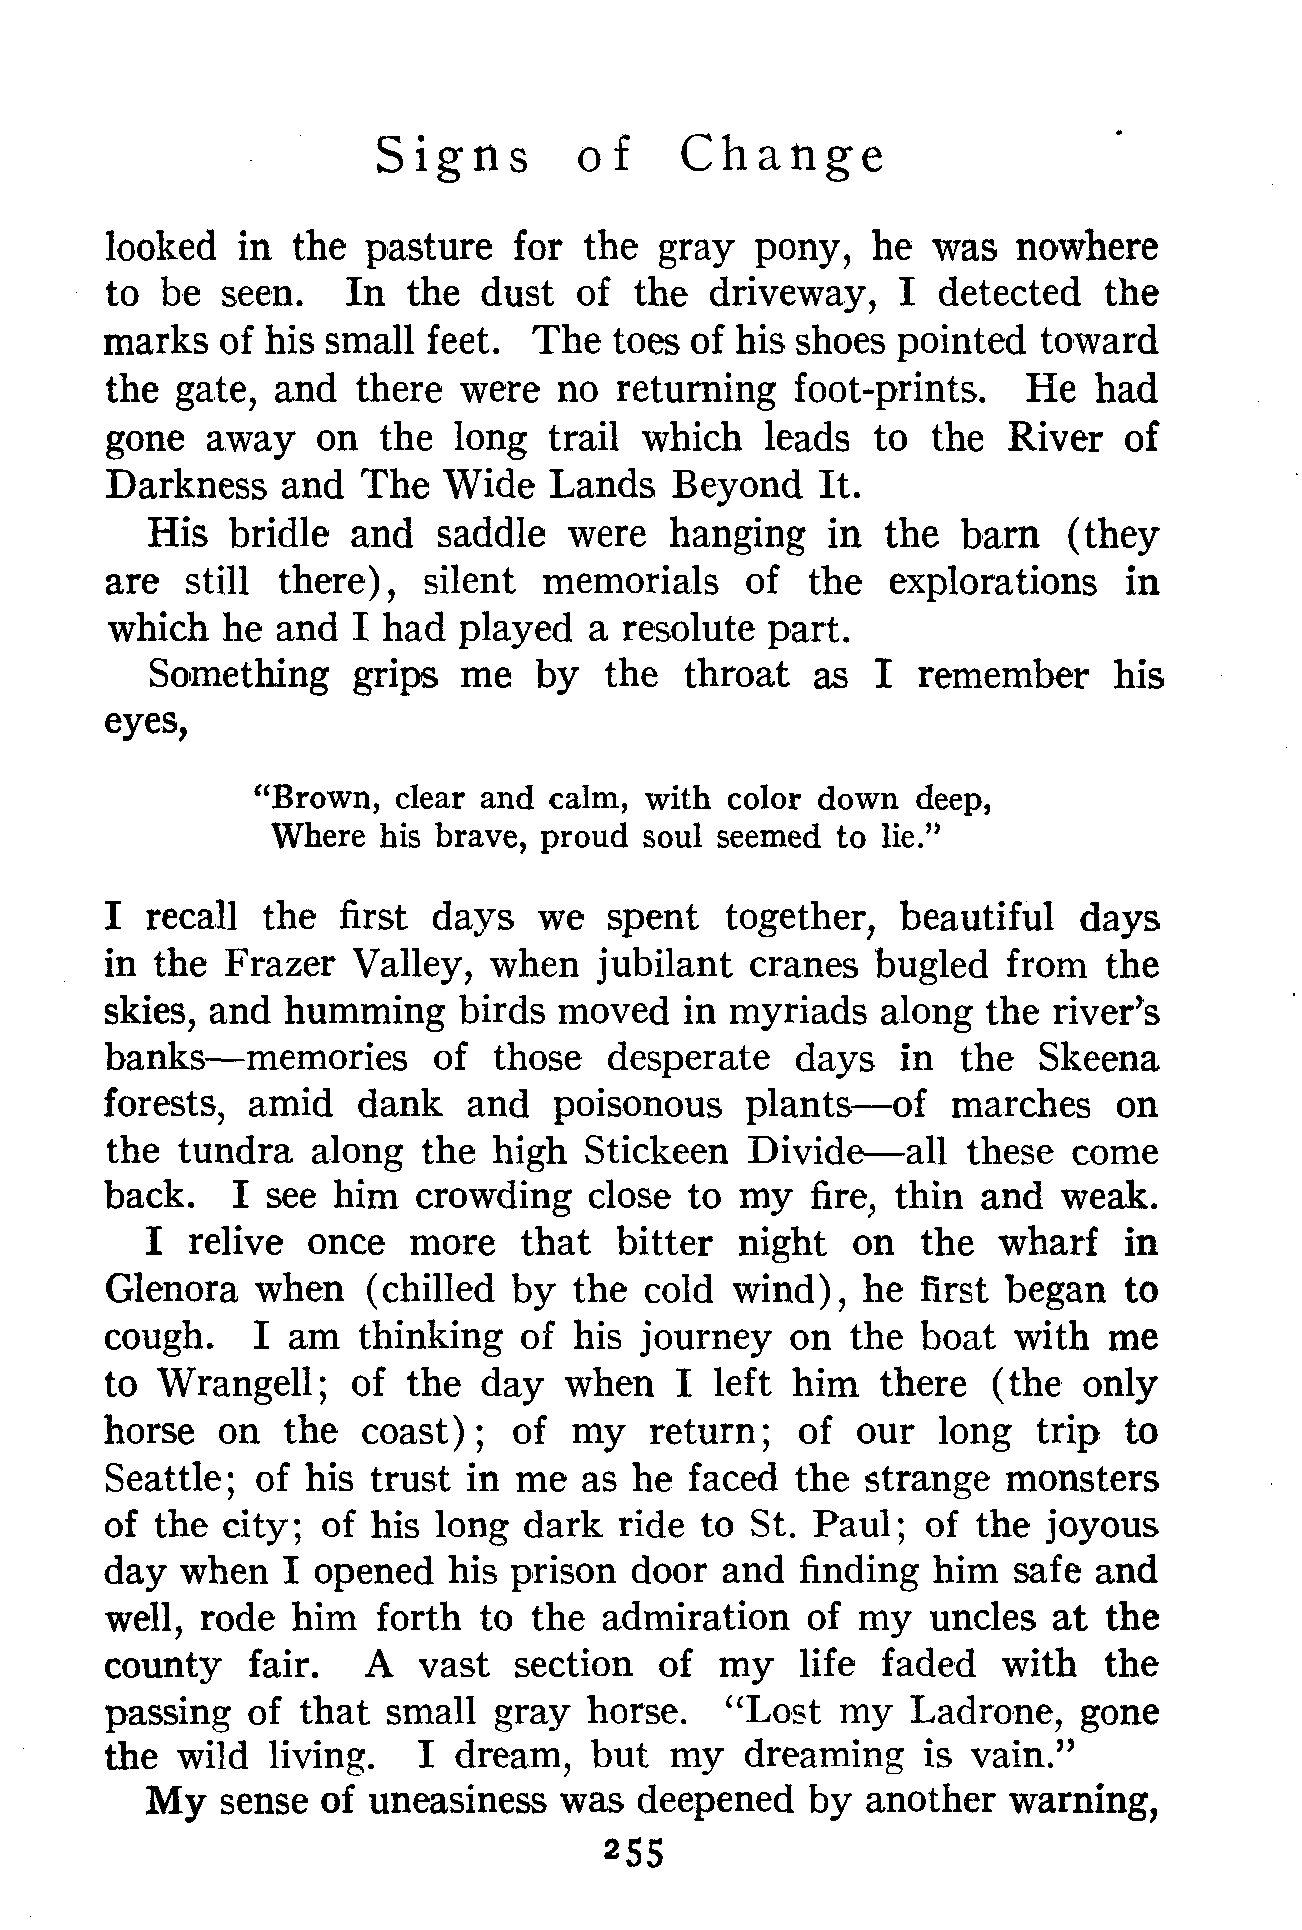 Signs of Change
looked in the pasture for the gray pony, he was nowhere
to be seen. In the dust of the driveway, I detected the
marks of his small feet. The toes of his shoes pointed toward
the gate, and there were no returning foot-prints. He had
gone away on the long trail which leads to the River of
Darkness and The Wide Lands Beyond It.
His bridle and saddle were hanging in the barn (they
are still there), silent memorials of the explorations in
which he and I had played a resolute part.
Something grips me by the throat as I remember his
eyes,
"Brown, clear and calm, with color down deep,
Where his brave, proud soul seemed to lie."
I recall the first days we spent together, beautiful days
in the Frazer Valley, when jubilant cranes bugled from the
skies, and humming birds moved in myriads along the river's
banks—memories of those desperate days in the Skeena
forests, amid dank and poisonous plants—of marches on
the tundra along the high Stickeen Divide—all these come
back. I see him crowding close to my fire, thin and weak.
I relive once more that bitter night on the wharf in
Glenora when (chilled by the cold wind), he first began to
cough. I am thinking of his journey on the boat with me
to Wrangell; of the day when I left him there (the only
horse on the coast); of my return; of our long trip to
Seattle; of his trust in me as he faced the strange monsters
of the city; of his long dark ride to St. Paul; of the joyous
day when I opened his prison door and finding him safe and
well, rode him forth to the admiration of my uncles at the
county fair. A vast section of my life faded with the
passing of that small gray horse. "Lost my Ladrone, gone
the wild living. I dream, but my dreaming is vain."
My sense of uneasiness was deepened by another warning,
255